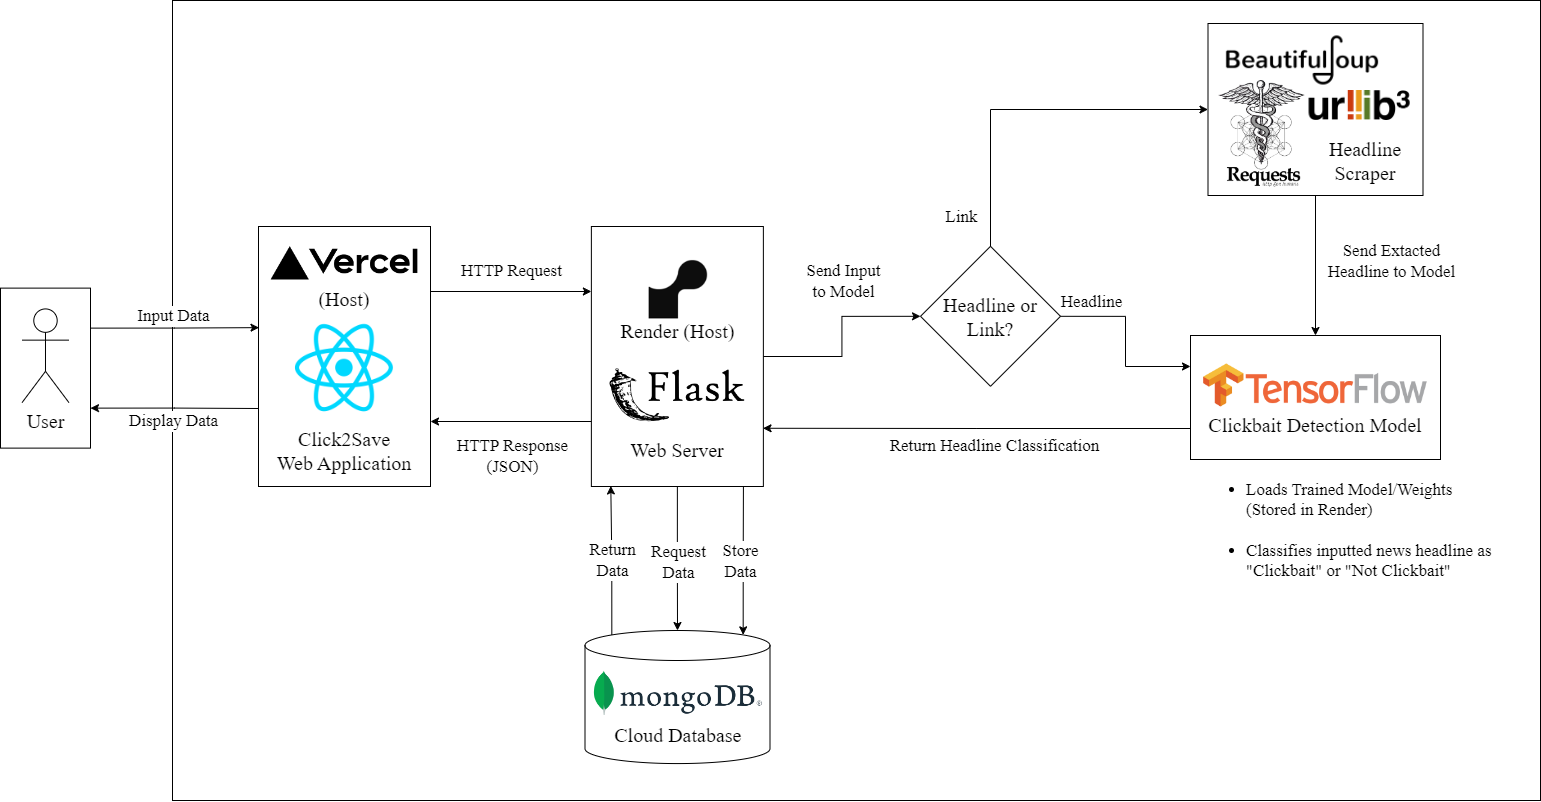 BeautifulSoup
urllib3
Requests
http for humans
Headline
Scraper
Link
Send Extacted
Headline to Model
Vercel
(Host)
Click2Save
Web Application
HTTP Request
HTTP Response
(JSON)
Render (Host)
Flask
Web Server
Send Input
to Model
Headline or
Link?
Headline
Input Data
User
Display Data
TensorFlow
Clickbait Detection Model
Return Headline Classification
• Loads Trained Model/Weights
(Stored in Render)
• Classifies inputted news headline as
"Clickbait" or "Not Clickbait"
Return
Data
Request
Data
Store
Data
mongoDB®
Cloud Database